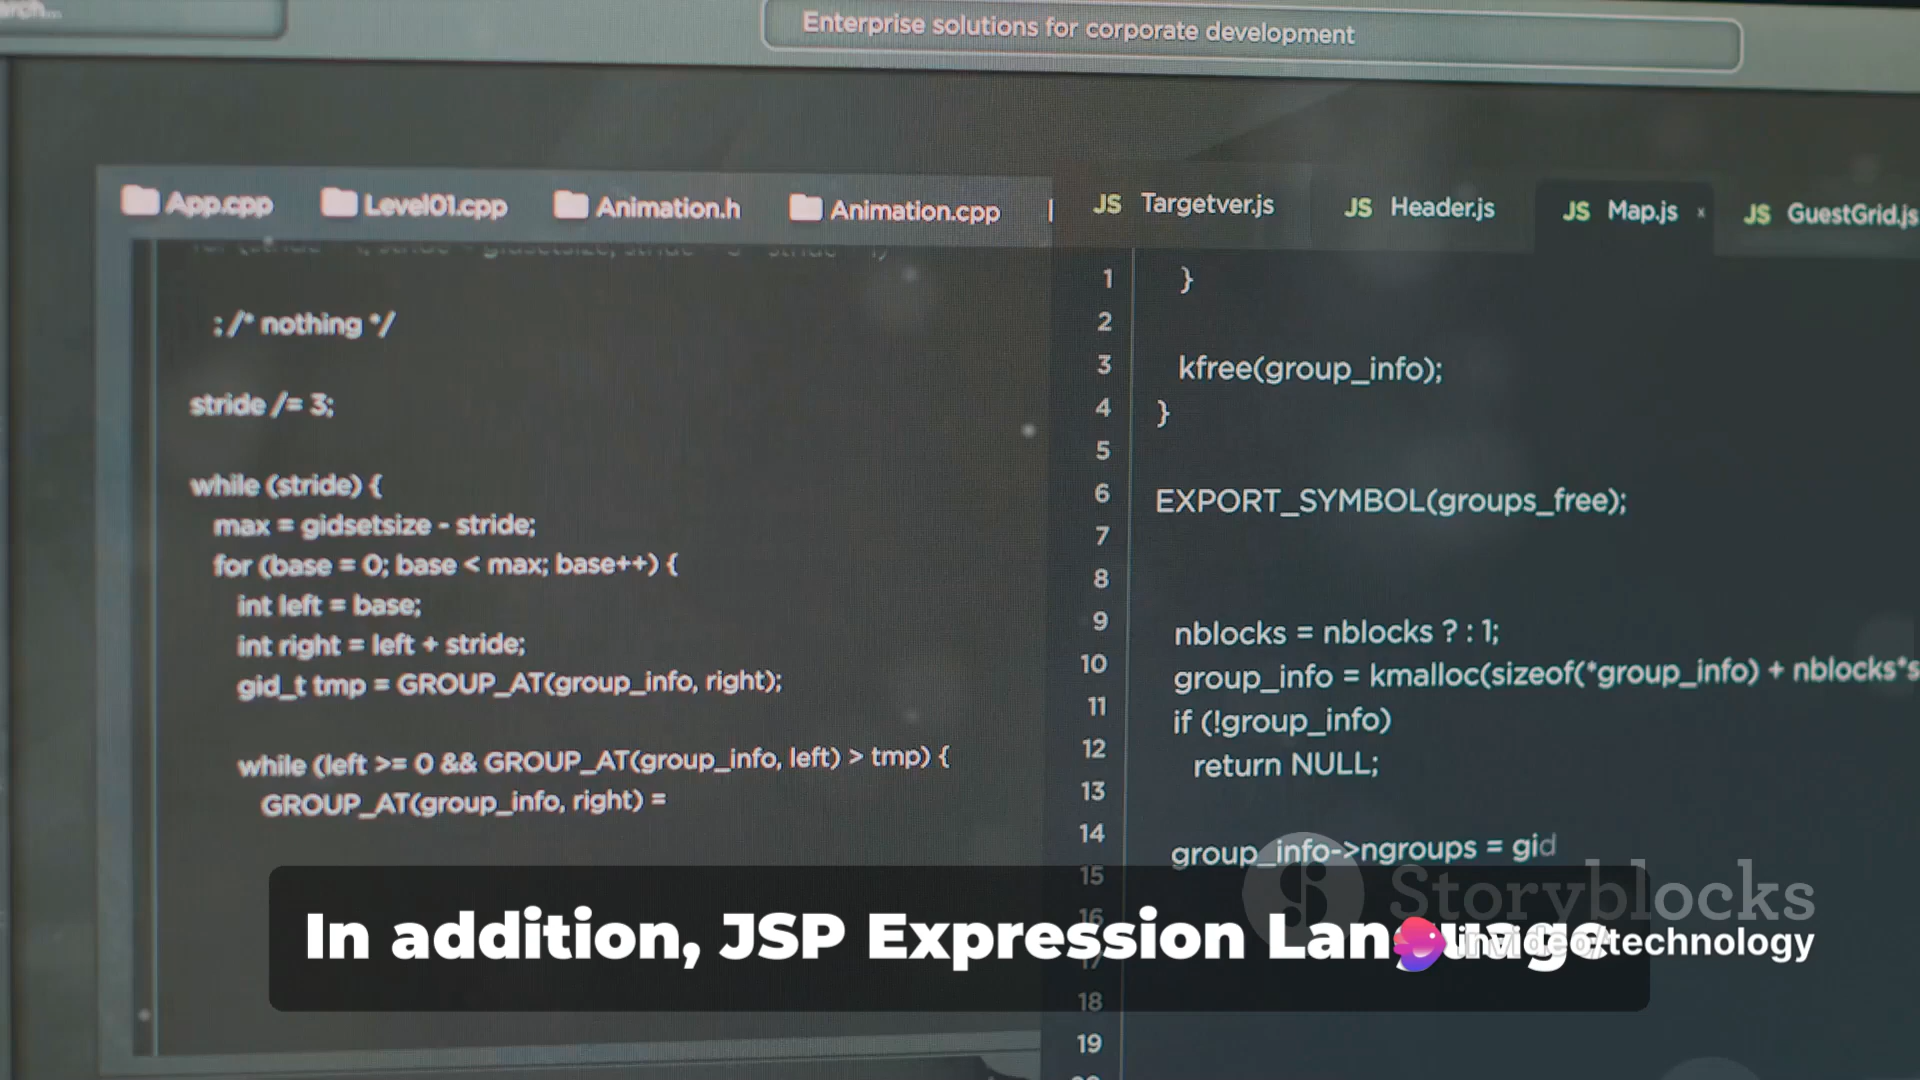 Enterprise solutions for corporate development
App.cpp Level01.cpp Animation.h Animation.cpp
: /* nothing */
stride /= 3;
while (stride) {
max = gidsetsize - stride;
for (base = 0; base < max; base++) {
int left = base;
int right = left + stride;
gid_t tmp = GROUP_AT(group_info, right);
while (left >= 0 && GROUP_AT(group_info, left) > tmp) {
GROUP_AT(group_info, right) =
JS Targetver.js JS Header.js JS Map.js x JS GuestGrid.js
1 }
2
3 kfree(group_info);
4 }
5
6 EXPORT_SYMBOL(groups_free);
7
8
9 nblocks = nblocks ? : 1;
10 group_info = kmalloc(sizeof(*group_info) + nblocks*s
11 if (!group_info)
12 return NULL;
13
14 group_info->ngroups = gid
15
16
17
18
19
In addition, JSP Expression Language
Storyblocks
invideo/technology